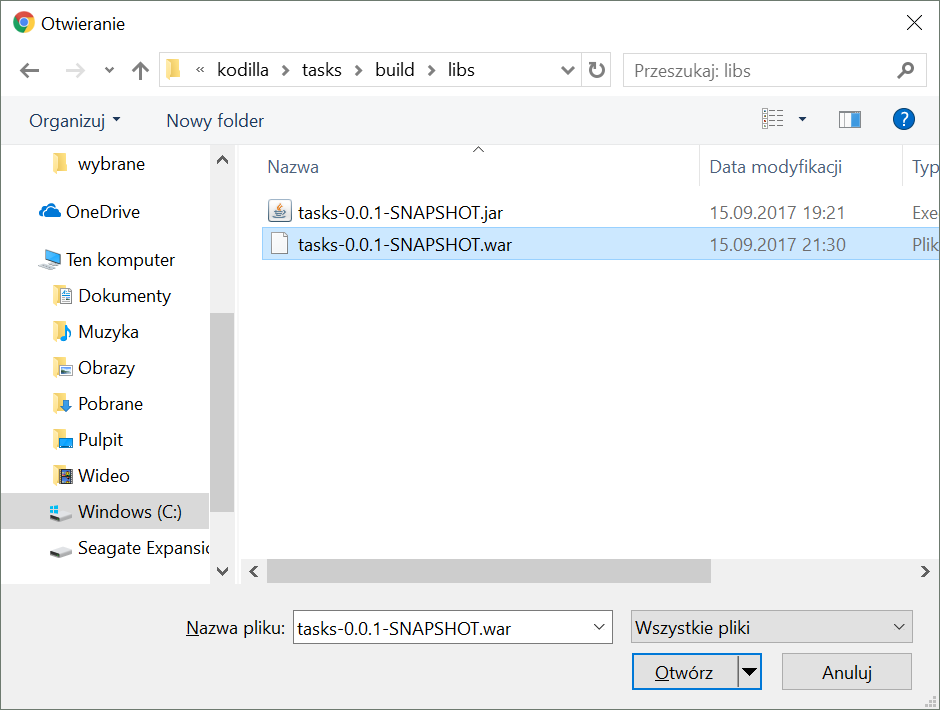 Otwieranie
« kodilla > tasks > build > libs
Przeszukaj: libs
Organizuj
Nowy folder
?
wybrane
OneDrive
Ten komputer
Dokumenty
Muzyka
Obrazy
Pobrane
Pulpit
Wideo
Windows (C:)
Seagate Expansic
Nazwa
Data modyfikacji
Typ
tasks-0.0.1-SNAPSHOT.jar
15.09.2017 19:21
Exe
tasks-0.0.1-SNAPSHOT.war
15.09.2017 21:30
Plik
Nazwa pliku:
tasks-0.0.1-SNAPSHOT.war
Wszystkie pliki
Otwórz
Anuluj